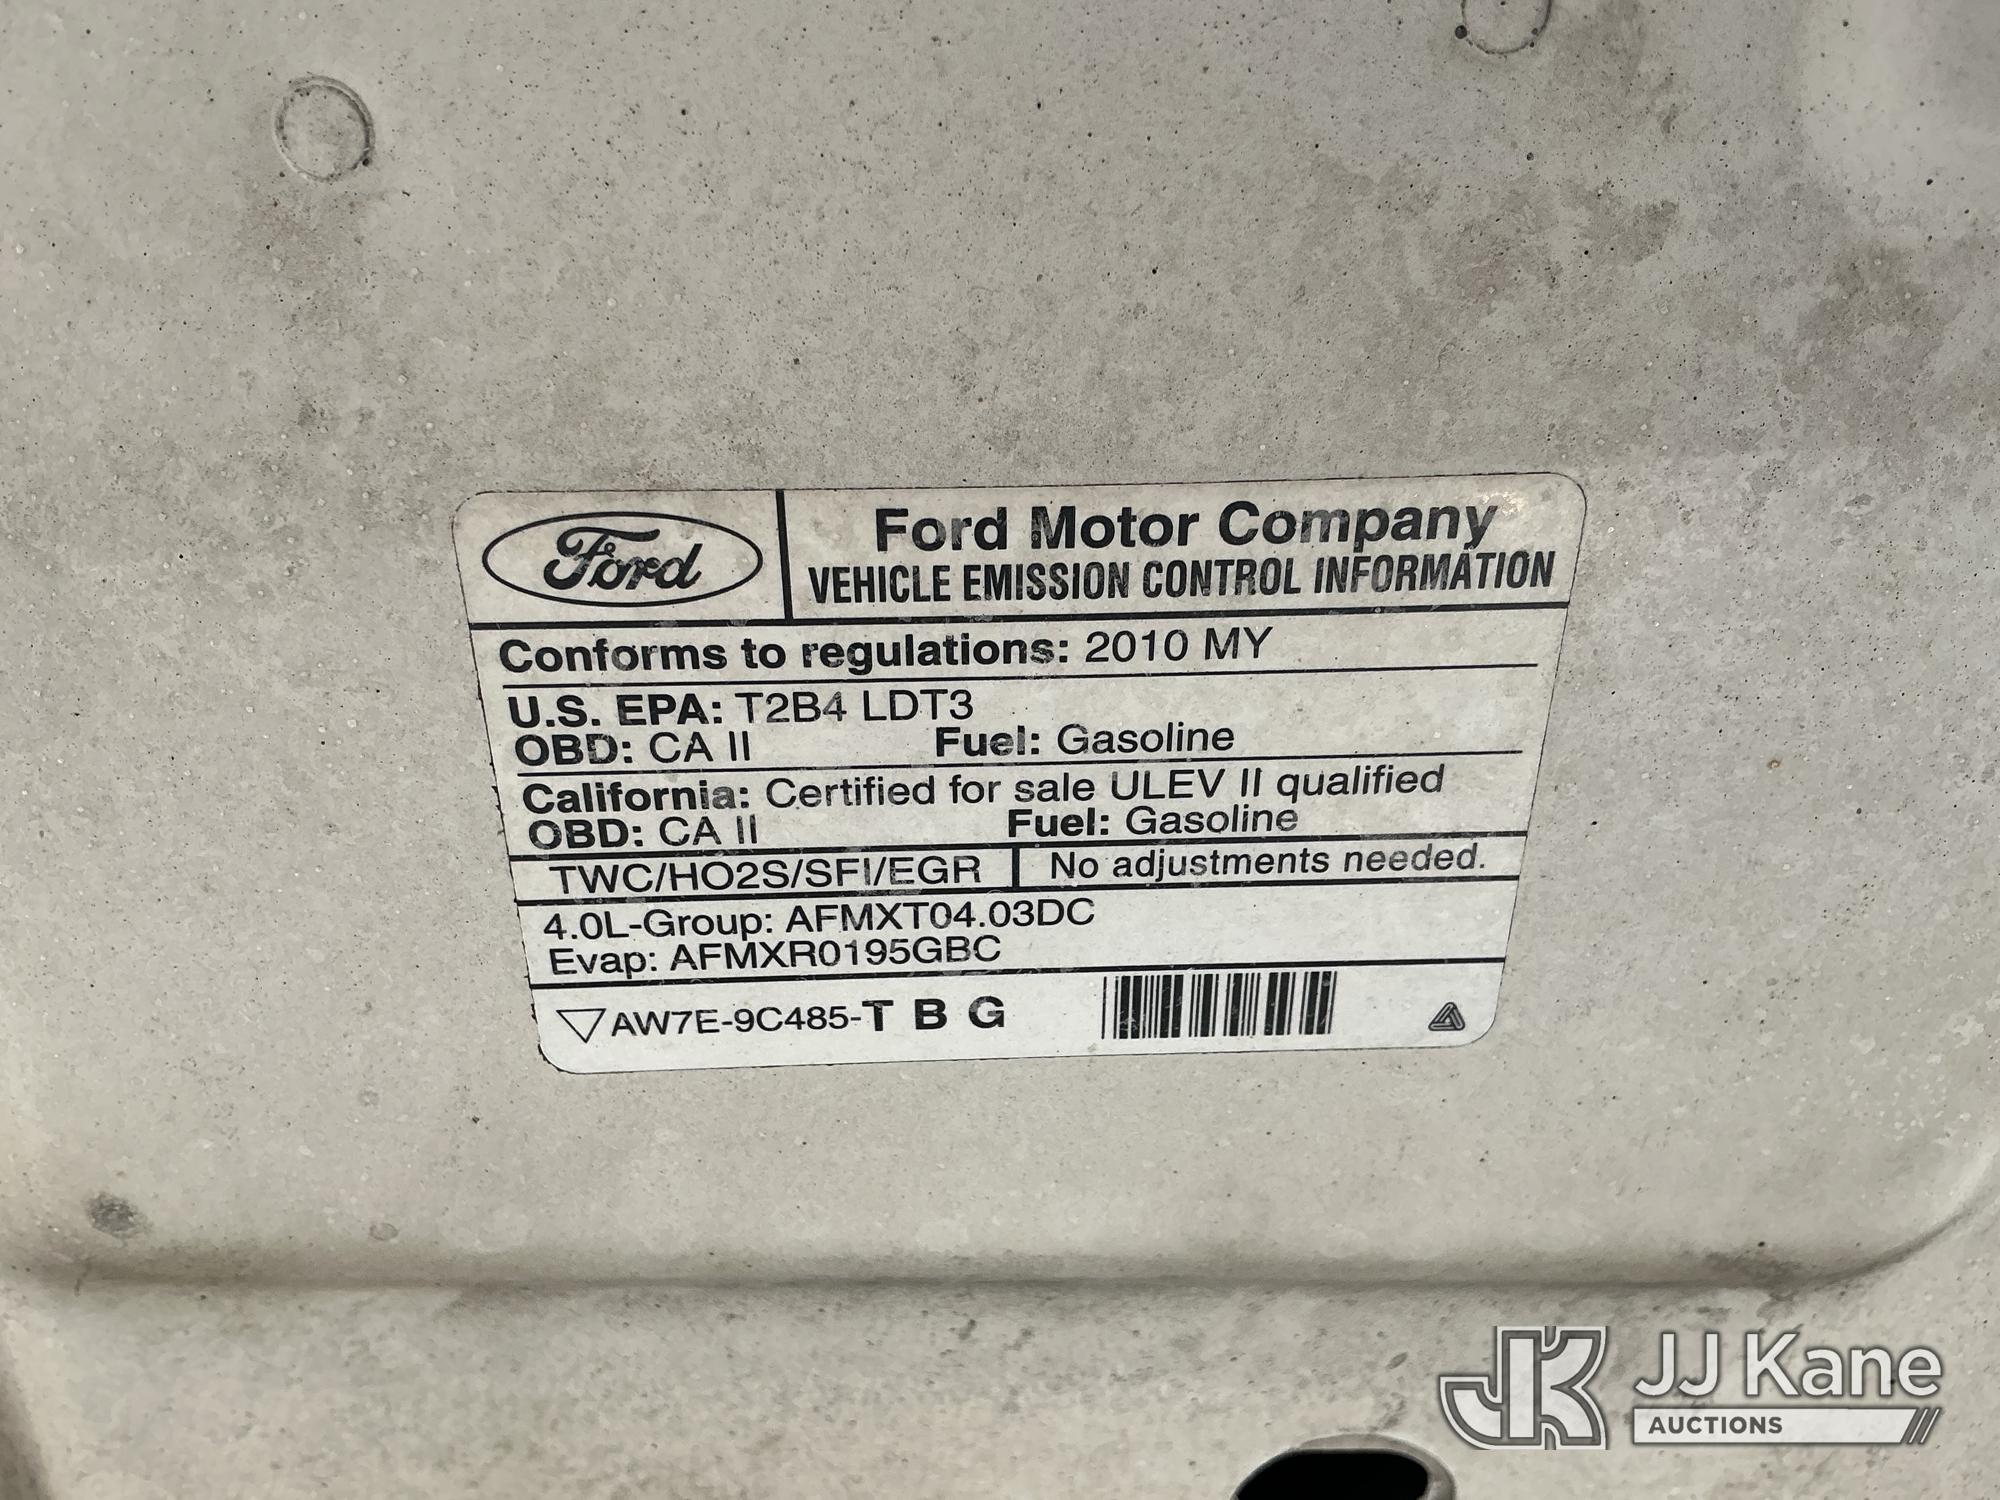 Ford
Ford Motor Company
VEHICLE EMISSION CONTROL INFORMATION
Conforms to regulations: 2010 MY
U.S. EPA: T2B4 LDT3
OBD: CA II Fuel: Gasoline
California: Certified for sale ULEV II qualified
OBD: CA II Fuel: Gasoline
TWC/HO2S/SFI/EGR No adjustments needed.
4.0L-Group: AFMXT04.03DC
Evap: AFMXR0195GBC
AW7E-9C485-T B G
JK JJ Kane
AUCTIONS